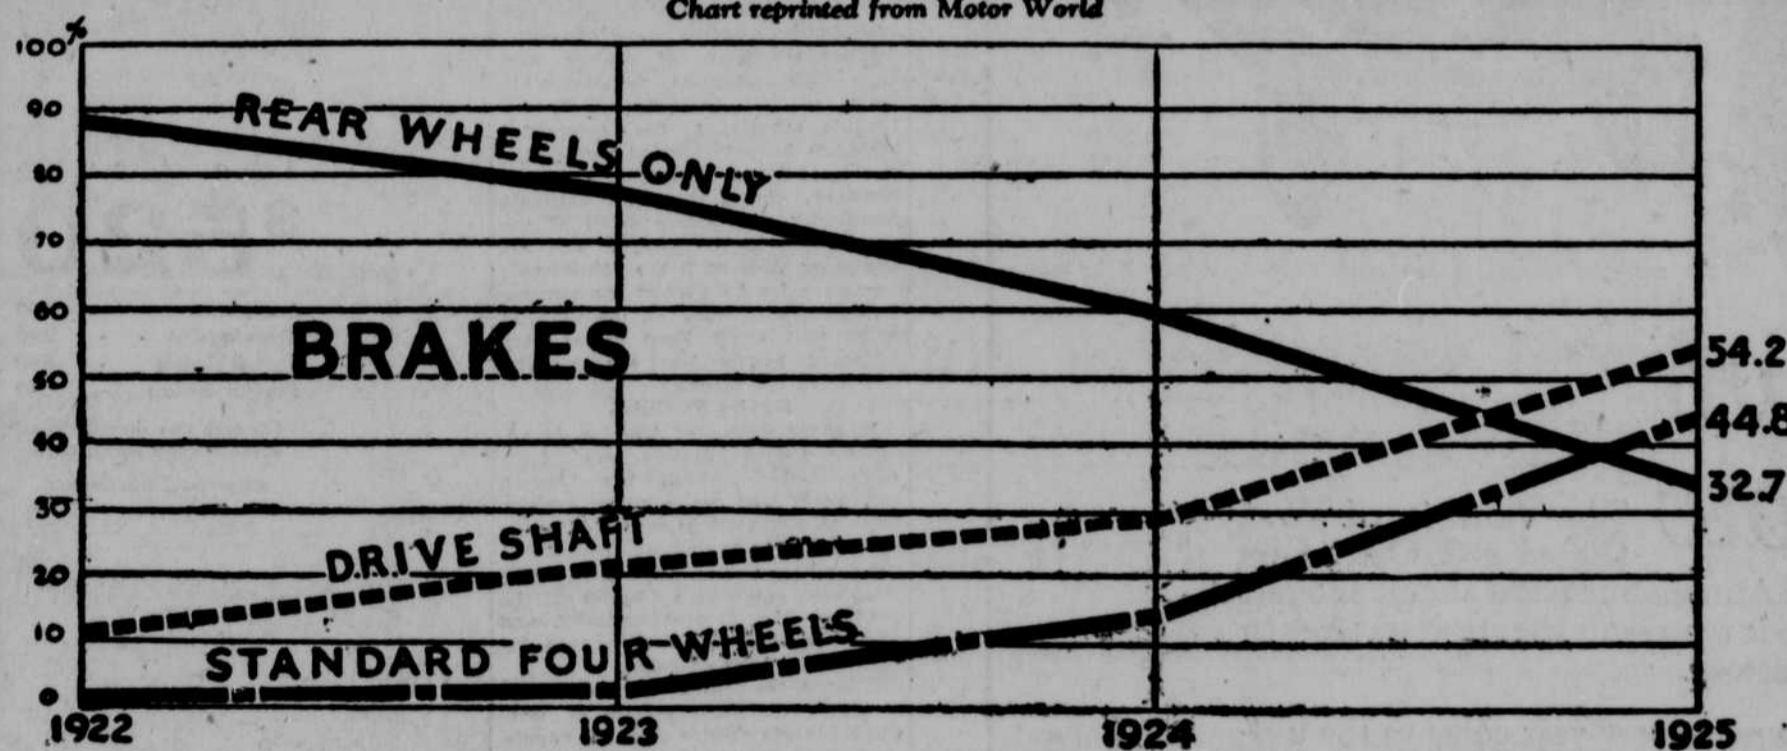 Chart reprinted from Motor World
100%
90
80
70
60
50
40
30
20
10
0
REAR WHEELS ONLY
BRAKES
DRIVE SHAFT
STANDARD FOUR WHEELS
54.2
44.8
32.7
1922 1923 1924 1925